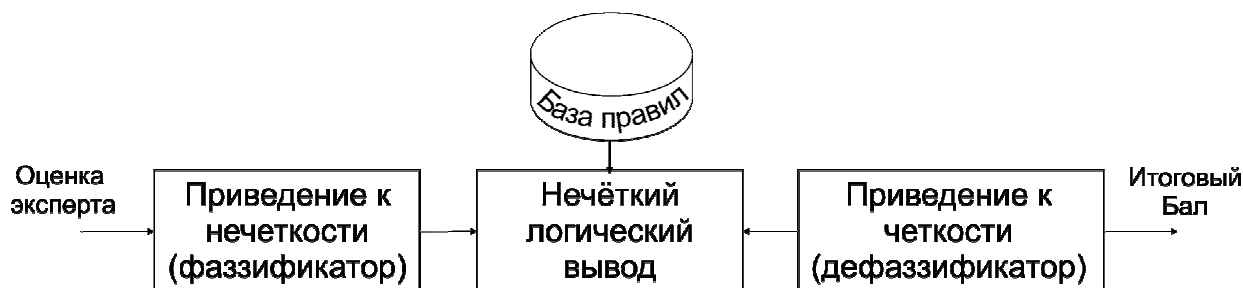 База правил
Оценка
эксперта
Приведение к
нечеткости
(фаззификатор)
Нечёткий
логический
вывод
Приведение к
четкости
(дефаззификатор)
Итоговый
Бал